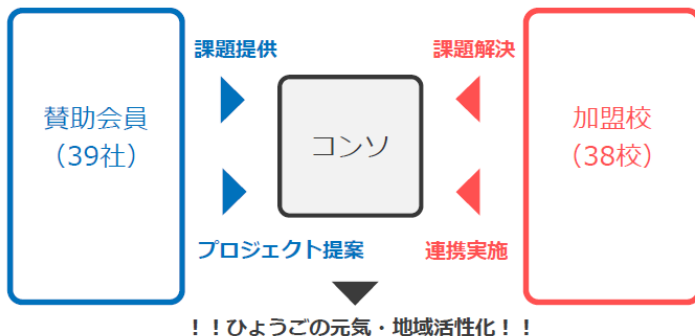 課題提供
課題解決
賛助会員
（39社）
コンソ
加盟校
（38校）
プロジェクト提案
連携実施
！！ひょうごの元気・地域活性化！！